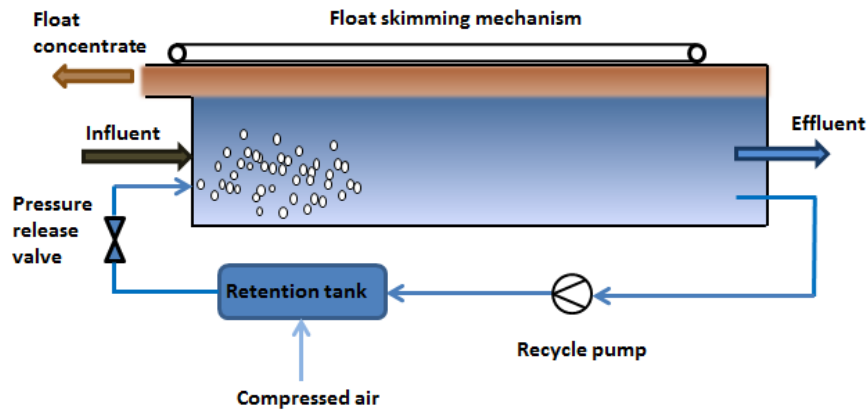 Float
concentrate
Float skimming mechanism
Influent
Effluent
Pressure
release
valve
Retention tank
Recycle pump
Compressed air